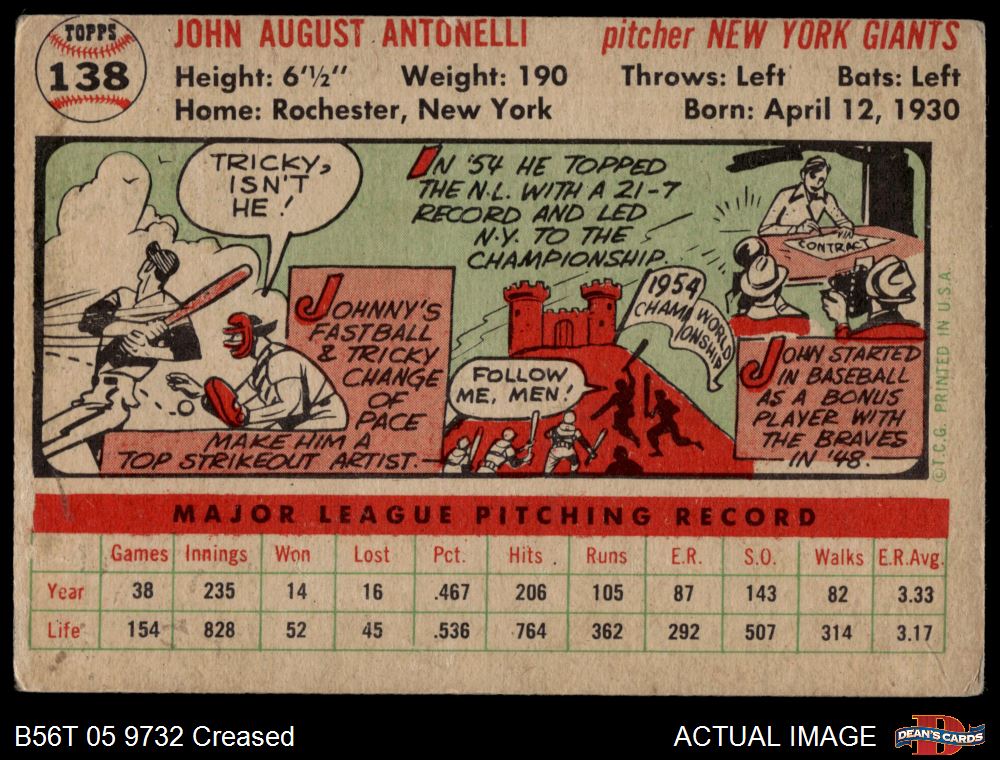 TOPPS
138
JOHN AUGUST ANTONELLI
pitcher NEW YORK GIANTS
Height: 6'½" Weight: 190 Throws: Left Bats: Left
Home: Rochester, New York Born: April 12, 1930
TRICKY,
ISN'T
HE!
JOHNNY'S
FASTBALL
& TRICKY
CHANGE
OF
PACE
MAKE HIM A
TOP STRIKEOUT ARTIST.
IN '54 HE TOPPED
THE N.L. WITH A 21-7
RECORD AND LED
N.Y. TO THE
CHAMPIONSHIP.
1954
WORLD
CHAMPIONSHIP
FOLLOW
ME, MEN!
CONTRACT
JOHN STARTED
IN BASEBALL
AS A BONUS
PLAYER WITH
THE BRAVES
IN '48.
©T.C.G. PRINTED IN U.S.A.
MAJOR LEAGUE PITCHING RECORD
Games Innings Won Lost Pct. Hits Runs E.R. S.O. Walks E.R.Avg.
Year 38 235 14 16 .467 206 105 87 143 82 3.33
Life 154 828 52 45 .536 764 362 292 507 314 3.17
B56T 05 9732 Creased
ACTUAL IMAGE
DEAN'S CARDS